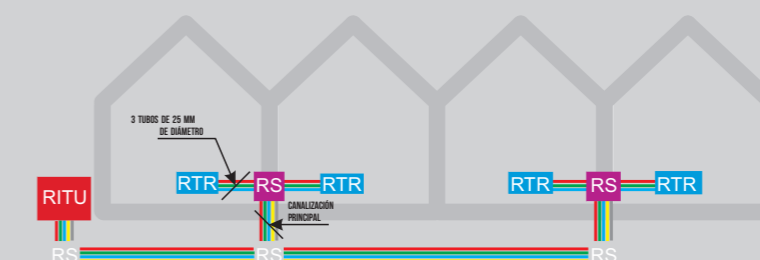 3 TUBOS DE 25 MM
DE DIÁMETRO
RTR
RS
RTR
RTR
RS
RTR
RITU
CANALIZACIÓN
PRINCIPAL
RS
RS
RS